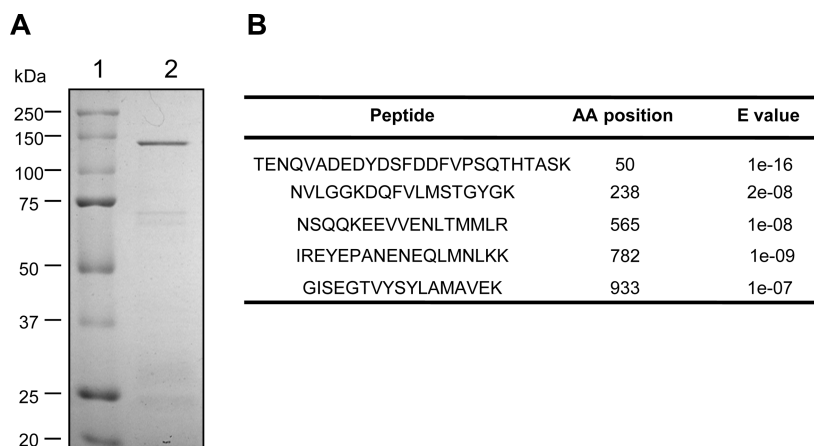 A
B
kDa
1 2
250
150
100
75
50
37
25
20
Peptide AA position E value
TENQVADEDYDSFDDFVPSQTHTASK 50 1e-16
NVLGGKDQFVLMSTGYGK 238 2e-08
NSQQKEEVVENLTMMLR 565 1e-08
IREYEPANENEQLMNLKK 782 1e-09
GISEGTVYSYLAMAVEK 933 1e-07